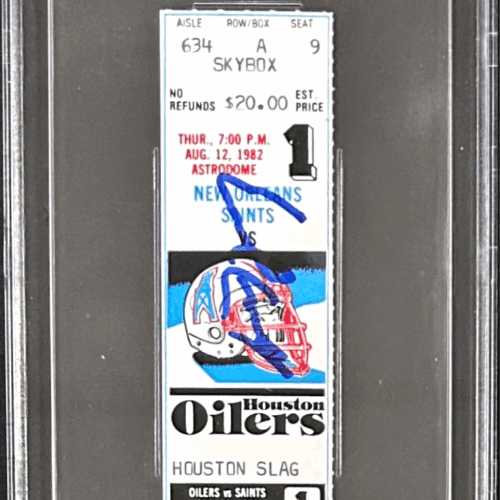 AISLE ROW/BOX SEAT
634 A 9
SKYBOX
NO REFUNDS $20.00 EST. PRICE
THUR., 7:00 P.M.
AUG. 12, 1982
ASTRODOME
1
NEW ORLEANS
SAINTS
VS
Houston
Oilers
HOUSTON SLAG
OILERS vs SAINTS